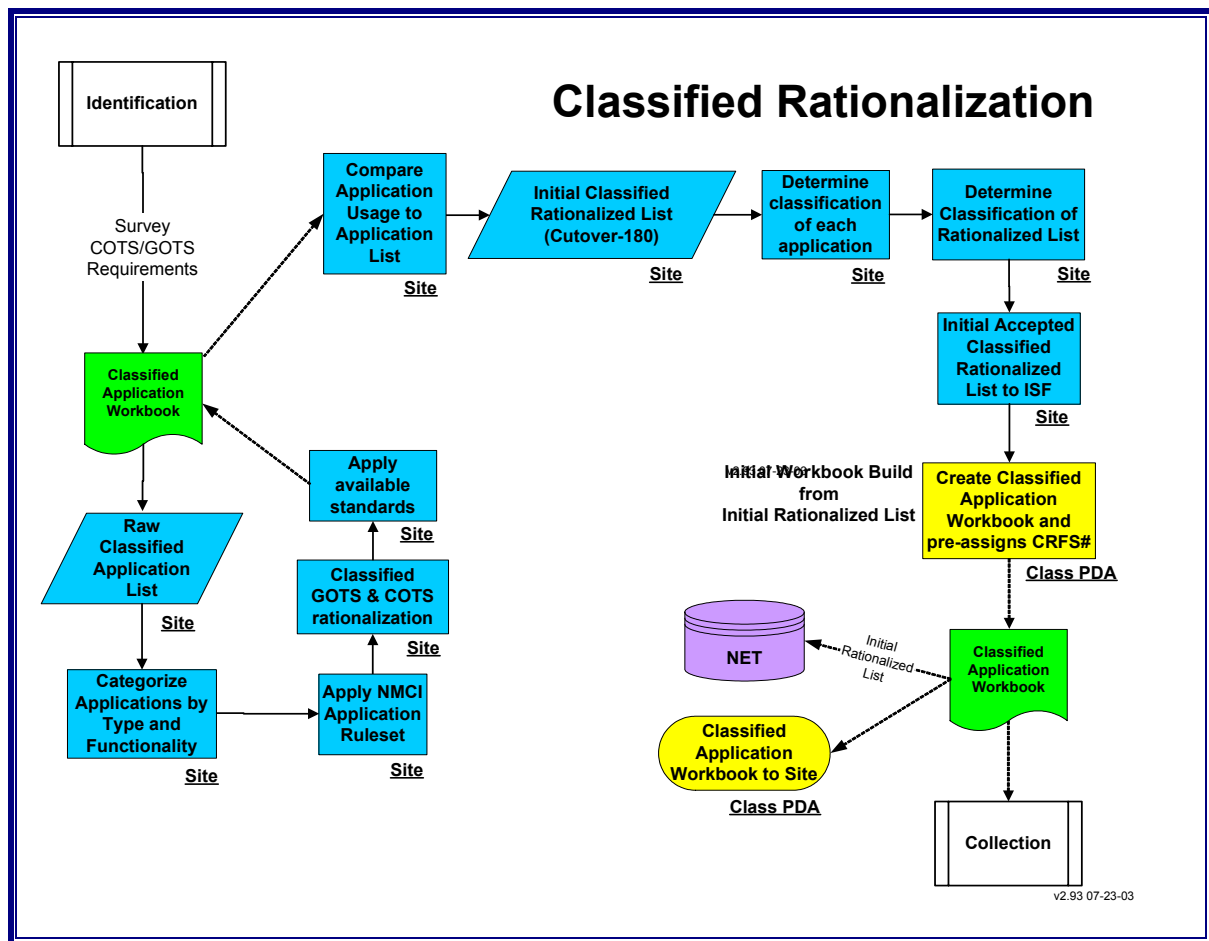 Classified Rationalization
Identification
Survey
COTS/GOTS
Requirements
Classified
Application
Workbook
Raw
Classified
Application
List
Site
Categorize
Applications by
Type and
Functionality
Site
Apply NMCI
Application
Ruleset
Site
Classified
GOTS & COTS
rationalization
Site
Apply
available
standards
Site
Compare
Application
Usage to
Application
List
Site
Initial Classified
Rationalized List
(Cutover-180)
Site
Determine
classification
of each
application
Site
Determine
Classification of
Rationalized List
Site
Initial Accepted
Classified
Rationalized
List to ISF
Site
Initial Workbook Build
from
Initial Rationalized List
Create Classified
Application
Workbook and
pre-assigns CRFS#
Class PDA
Classified
Application
Workbook
Initial
Rationalized
List
NET
Classified
Application
Workbook to Site
Class PDA
Collection
v2.93 07-23-03